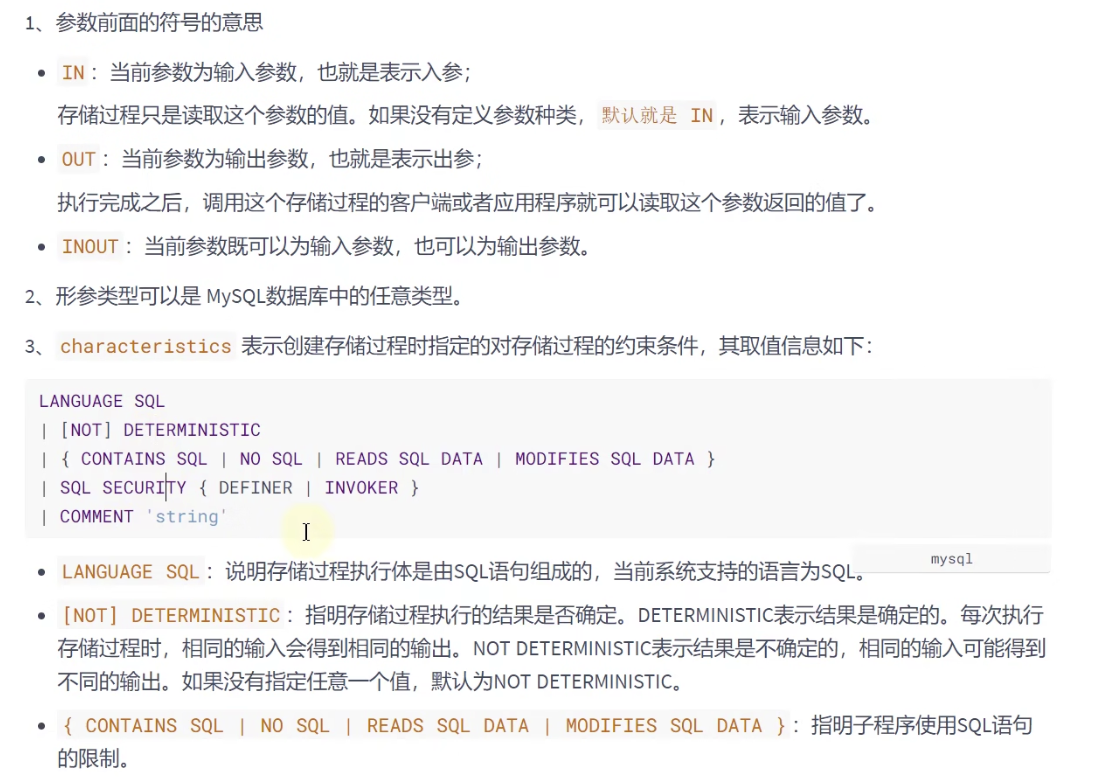 1、参数前面的符号的意思
• IN：当前参数为输入参数，也就是表示入参；
存储过程只是读取这个参数的值。如果没有定义参数种类，默认就是 IN，表示输入参数。
• OUT：当前参数为输出参数，也就是表示出参；
执行完成之后，调用这个存储过程的客户端或者应用程序就可以读取这个参数返回的值了。
• INOUT：当前参数既可以为输入参数，也可以为输出参数。
2、形参类型可以是 MySQL数据库中的任意类型。
3、characteristics 表示创建存储过程时指定的对存储过程的约束条件，其取值信息如下：
LANGUAGE SQL
| [NOT] DETERMINISTIC
| { CONTAINS SQL | NO SQL | READS SQL DATA | MODIFIES SQL DATA }
| SQL SECURITY { DEFINER | INVOKER }
| COMMENT 'string'
mysql
• LANGUAGE SQL：说明存储过程执行体是由SQL语句组成的，当前系统支持的语言为SQL。
• [NOT] DETERMINISTIC：指明存储过程执行的结果是否确定。DETERMINISTIC表示结果是确定的。每次执行
存储过程时，相同的输入会得到相同的输出。NOT DETERMINISTIC表示结果是不确定的，相同的输入可能得到
不同的输出。如果没有指定任意一个值，默认为NOT DETERMINISTIC。
• { CONTAINS SQL | NO SQL | READS SQL DATA | MODIFIES SQL DATA }：指明子程序使用SQL语句
的限制。